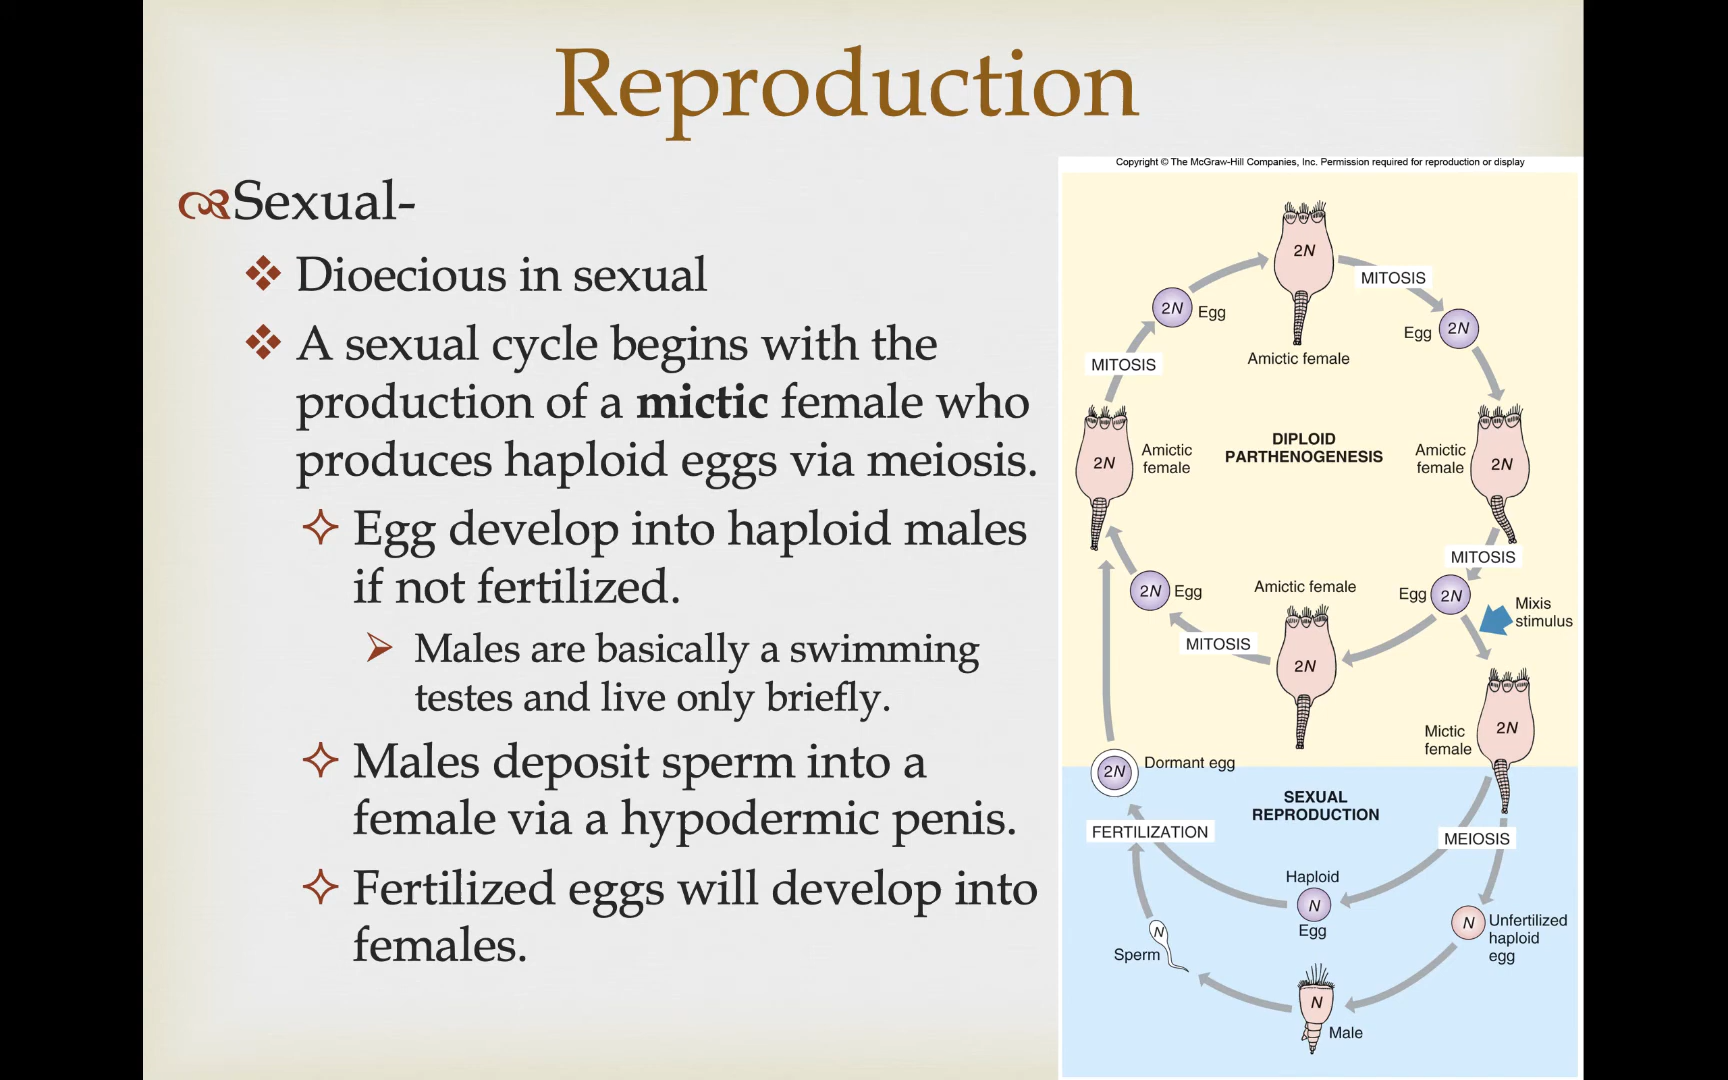 Reproduction
Sexual-
Dioecious in sexual
A sexual cycle begins with the
production of a mictic female who
produces haploid eggs via meiosis.
Egg develop into haploid males
if not fertilized.
Males are basically a swimming
testes and live only briefly.
Males deposit sperm into a
female via a hypodermic penis.
Fertilized eggs will develop into
females.
Copyright © The McGraw-Hill Companies, Inc. Permission required for reproduction or display
2N
Amictic female
MITOSIS
Egg 2N
2N Egg
MITOSIS
2N
Amictic
female
DIPLOID
PARTHENOGENESIS
Amictic
female
2N
MITOSIS
Egg 2N
Mixis
stimulus
Amictic female
2N
MITOSIS
2N Egg
Mictic
female
2N
2N
Dormant egg
SEXUAL
REPRODUCTION
FERTILIZATION
MEIOSIS
Haploid
N
Egg
N
Unfertilized
haploid
egg
N
Sperm
N
Male